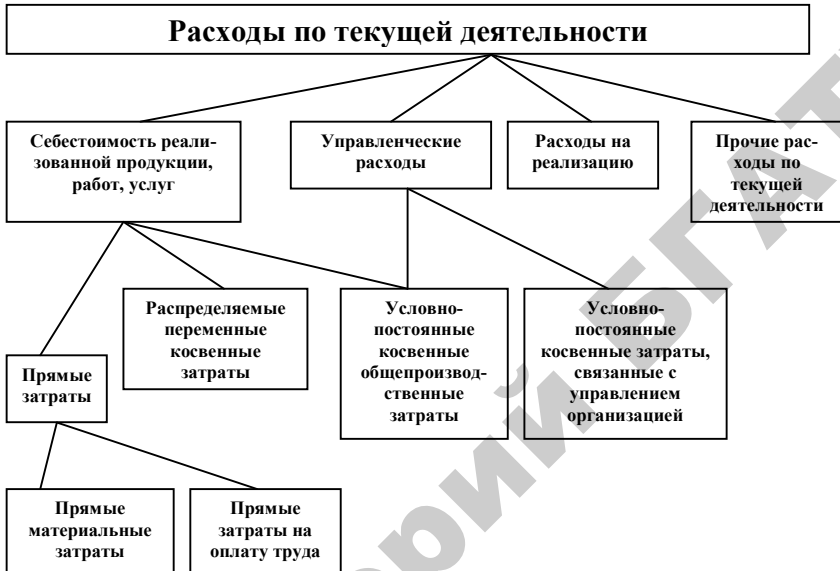 Расходы по текущей деятельности
Себестоимость реали-
зованной продукции,
работ, услуг
Управленческие
расходы
Расходы на
реализацию
Прочие рас-
ходы по
текущей
деятельности
Распределяемые
переменные
косвенные
затраты
Условно-
постоянные
косвенные
общепроизвод-
ственные
затраты
Условно-
постоянные
косвенные затраты,
связанные с
управлением
организацией
Прямые
затраты
Прямые
материальные
затраты
Прямые
затраты на
оплату труда